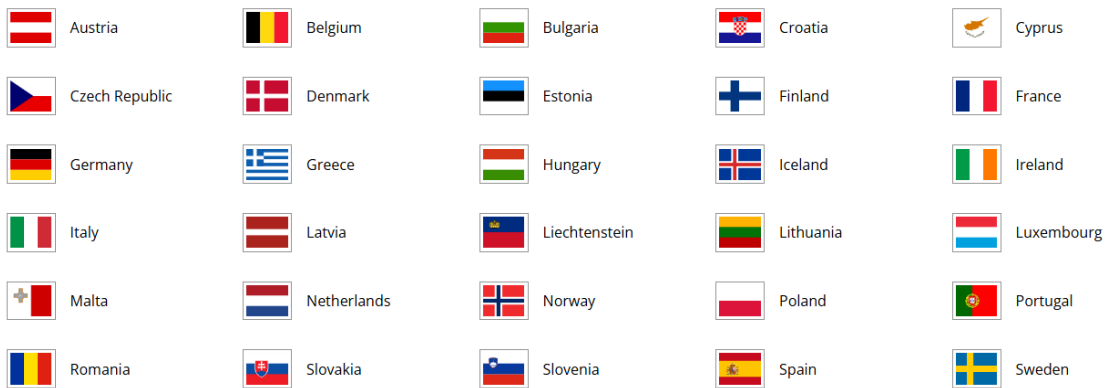 Austria Belgium Bulgaria Croatia Cyprus
Czech Republic Denmark Estonia Finland France
Germany Greece Hungary Iceland Ireland
Italy Latvia Liechtenstein Lithuania Luxembourg
Malta Netherlands Norway Poland Portugal
Romania Slovakia Slovenia Spain Sweden